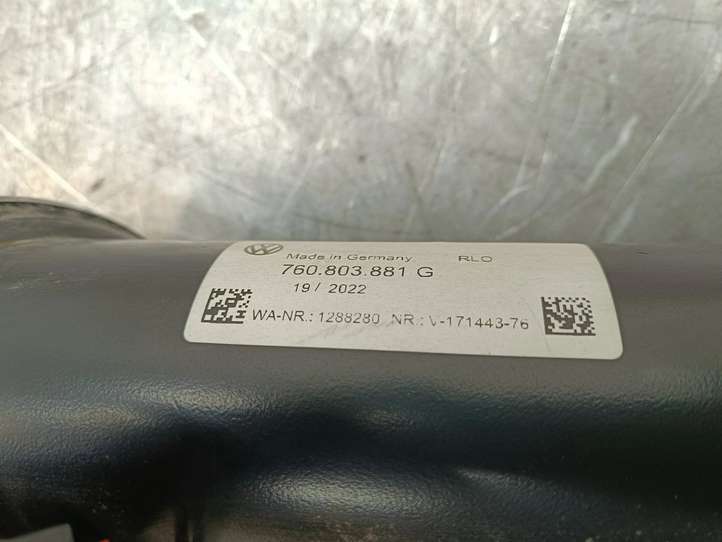 Made in Germany RLO
760.803.881 G
19/ 2022
WA-NR.: 1288280 NR.: V-171443-76